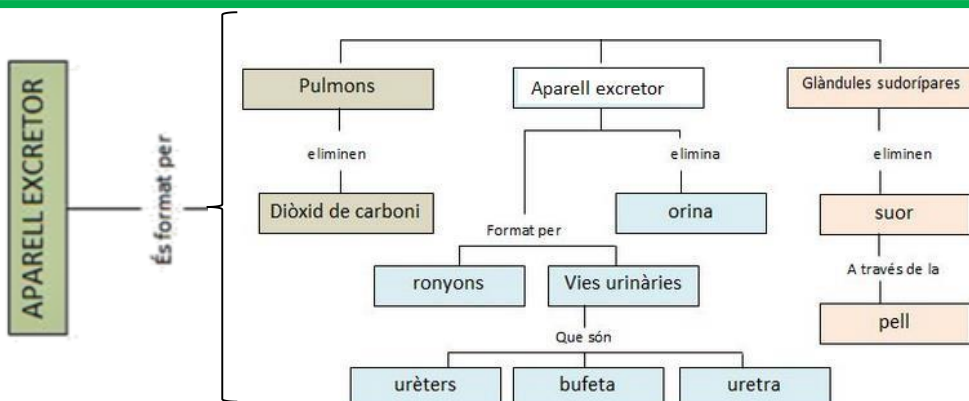 APARELL EXCRETOR
És format per
Pulmons
Aparell excretor
Glàndules sudorípares
eliminen
elimina
eliminen
Diòxid de carboni
orina
suor
Format per
A través de la
ronyons
Vies urinàries
pell
Que són
urèters
bufeta
uretra